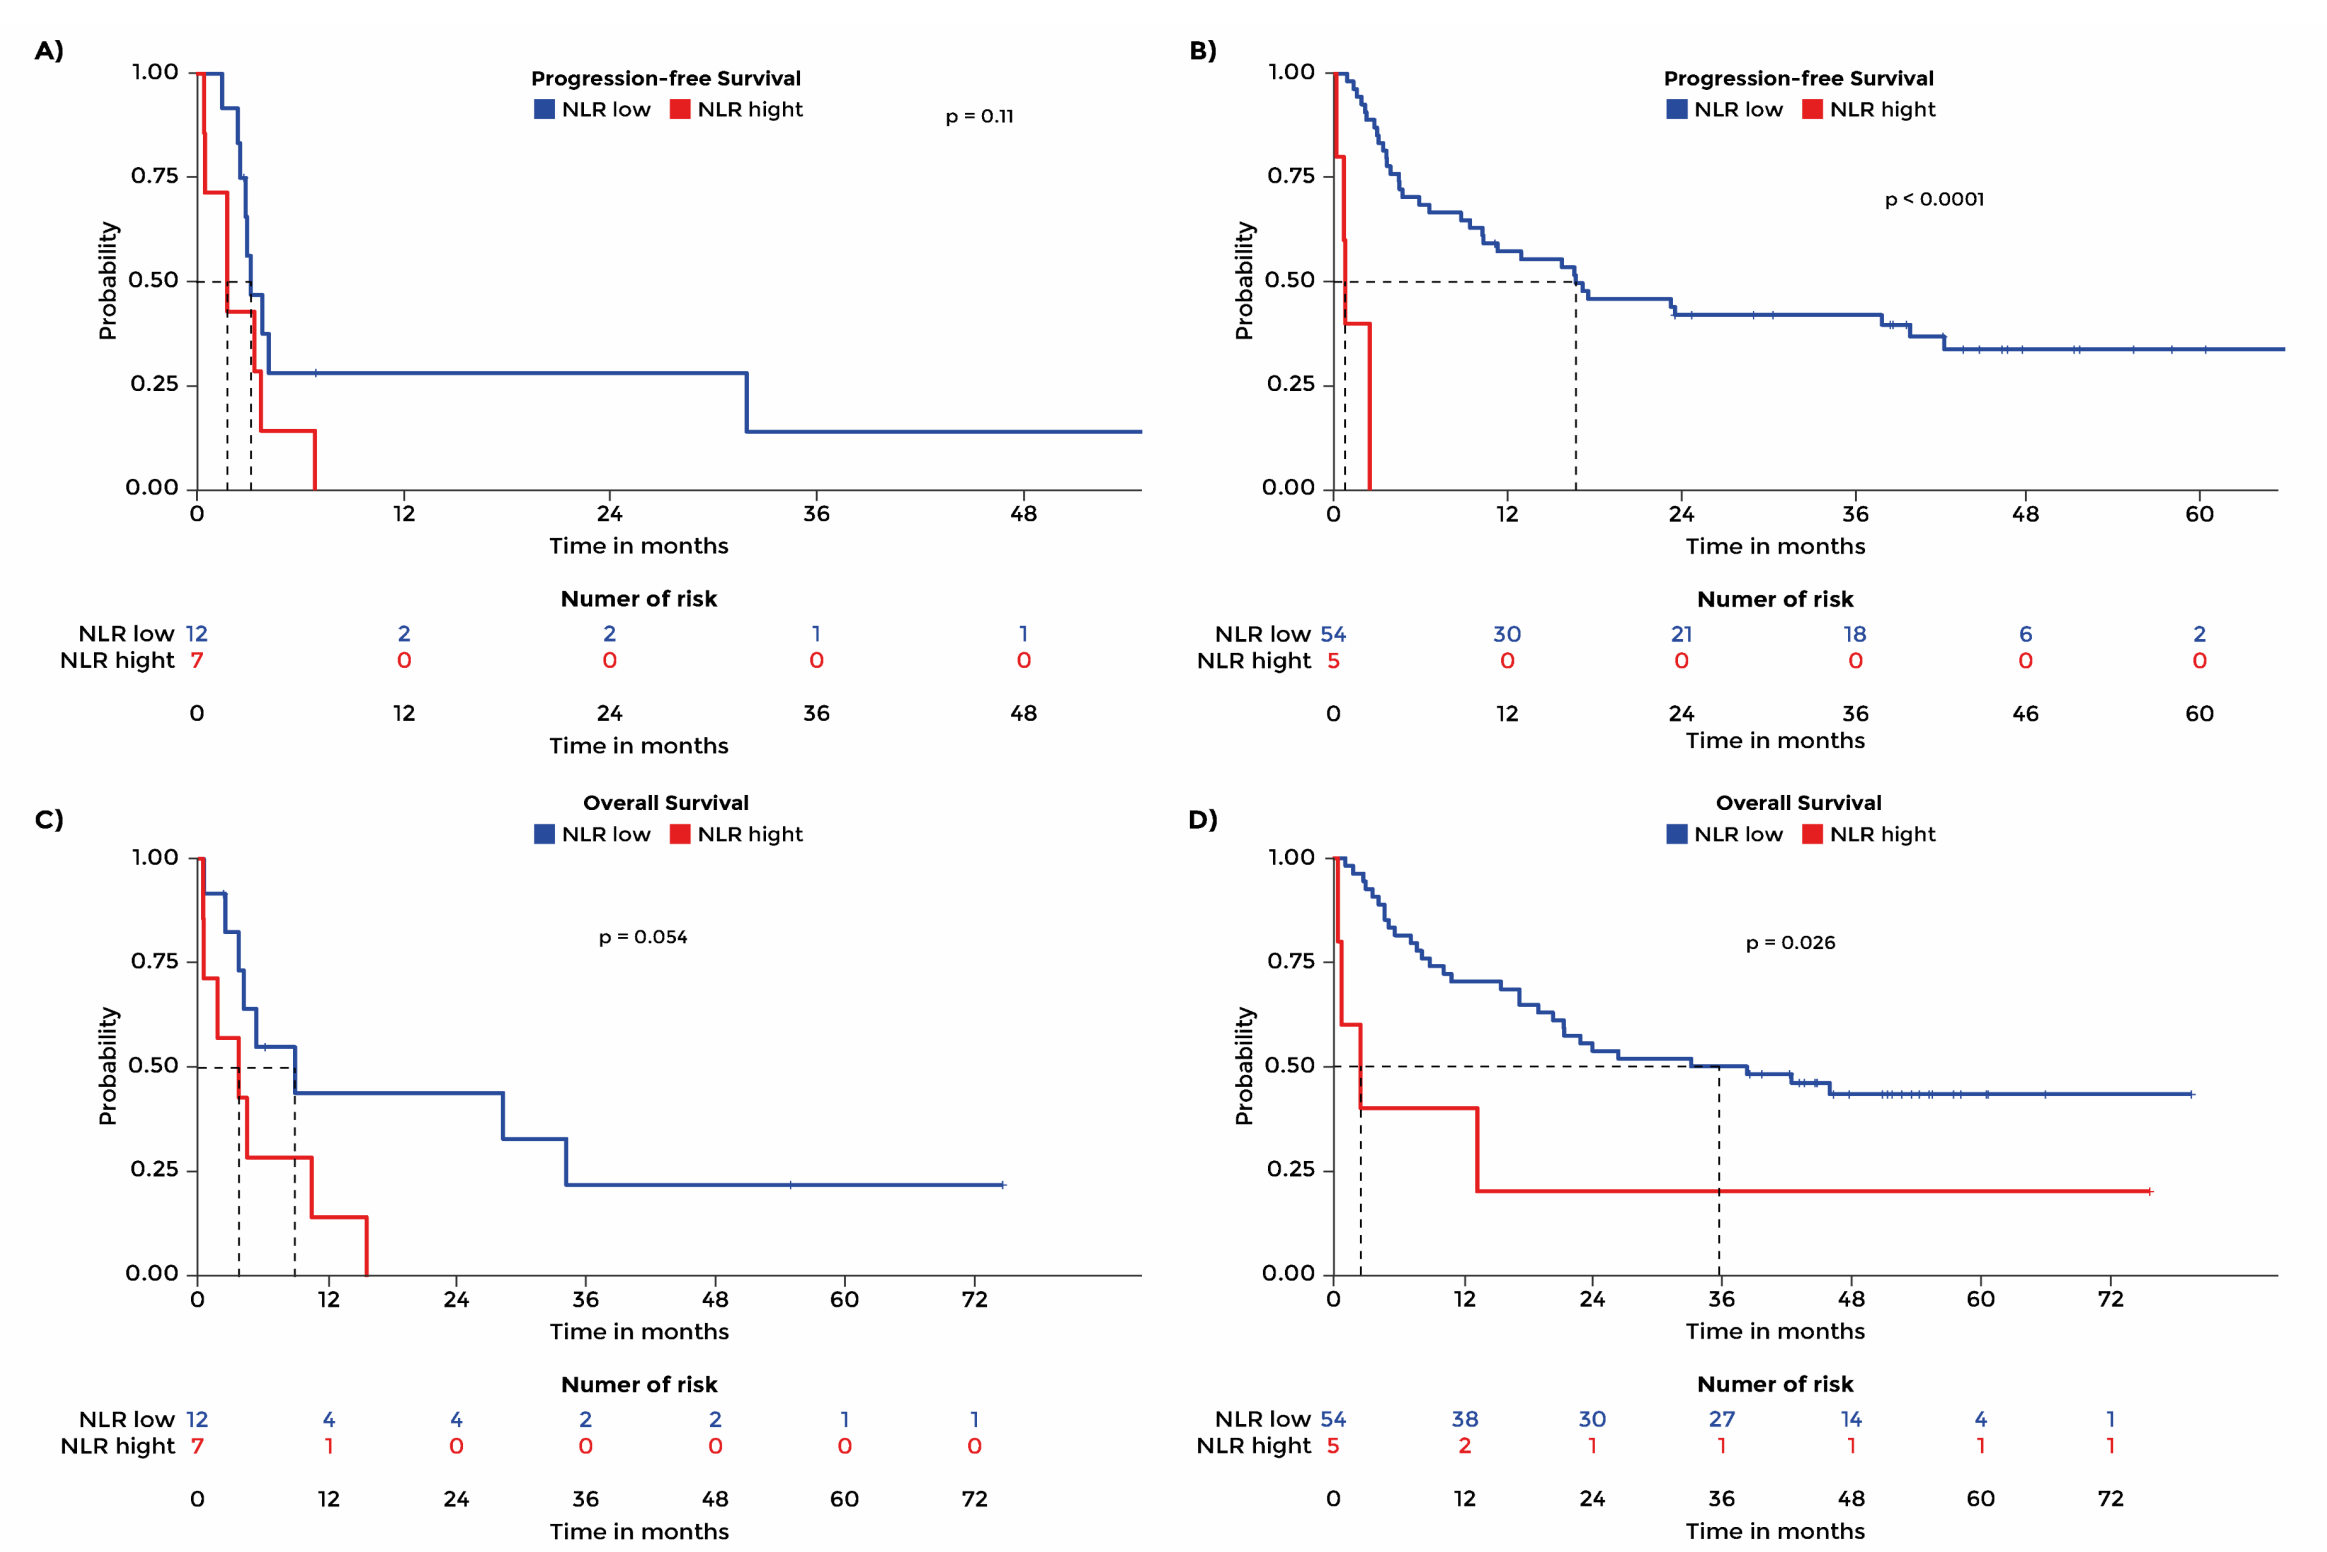 A)
Progression-free Survival
NLR low NLR hight
p = 0.11
Probability
1.00
0.75
0.50
0.25
0.00
0 12 24 36 48
Time in months
Numer of risk
NLR low 12 2 2 1 1
NLR hight 7 0 0 0 0
0 12 24 36 48
Time in months
B)
Progression-free Survival
NLR low NLR hight
p < 0.0001
Probability
1.00
0.75
0.50
0.25
0.00
0 12 24 36 48 60
Time in months
Numer of risk
NLR low 54 30 21 18 6 2
NLR hight 5 0 0 0 0 0
0 12 24 36 46 60
Time in months
C)
Overall Survival
NLR low NLR hight
p = 0.054
Probability
1.00
0.75
0.50
0.25
0.00
0 12 24 36 48 60 72
Time in months
Numer of risk
NLR low 12 4 4 2 2 1 1
NLR hight 7 1 0 0 0 0 0
0 12 24 36 48 60 72
Time in months
D)
Overall Survival
NLR low NLR hight
p = 0.026
Probability
1.00
0.75
0.50
0.25
0.00
0 12 24 36 48 60 72
Time in months
Numer of risk
NLR low 54 38 30 27 14 4 1
NLR hight 5 2 1 1 1 1 1
0 12 24 36 48 60 72
Time in months